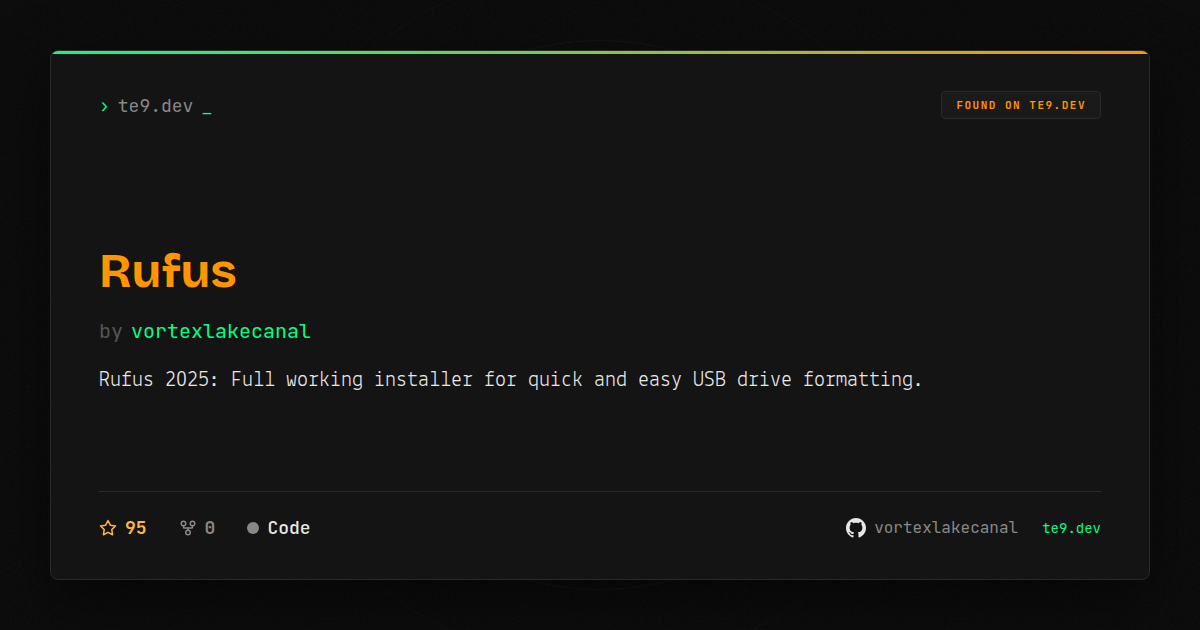 › te9.dev _
FOUND ON TE9.DEV
Rufus
by vortexlakecanal
Rufus 2025: Full working installer for quick and easy USB drive formatting.
95 0 Code
vortexlakecanal te9.dev